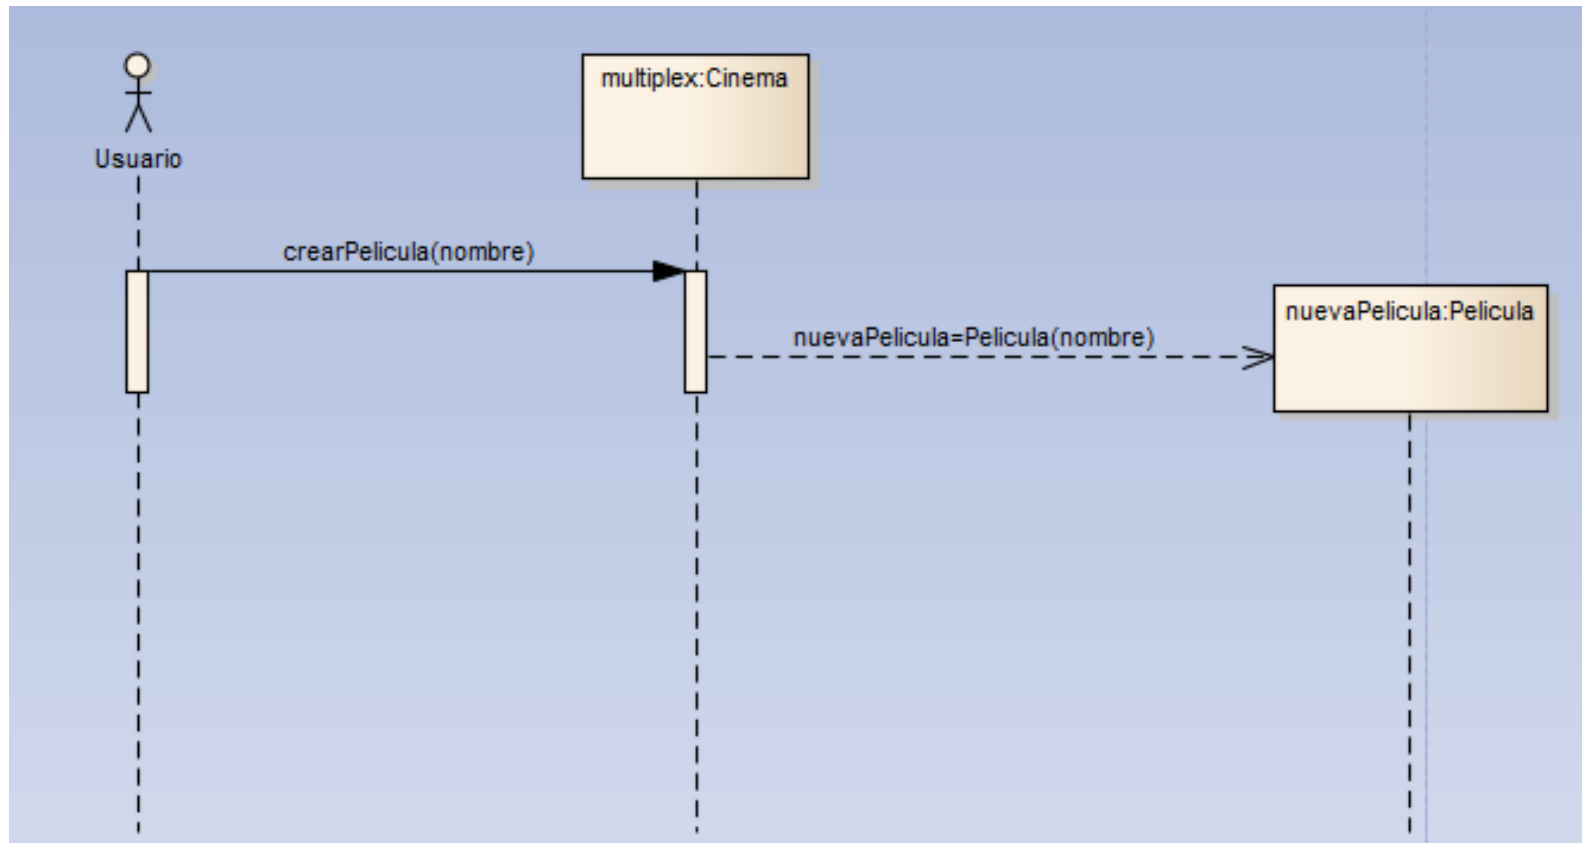 multiplex:Cinema
Usuario
crearPelicula(nombre)
nuevaPelicula:Pelicula
nuevaPelicula=Pelicula(nombre)